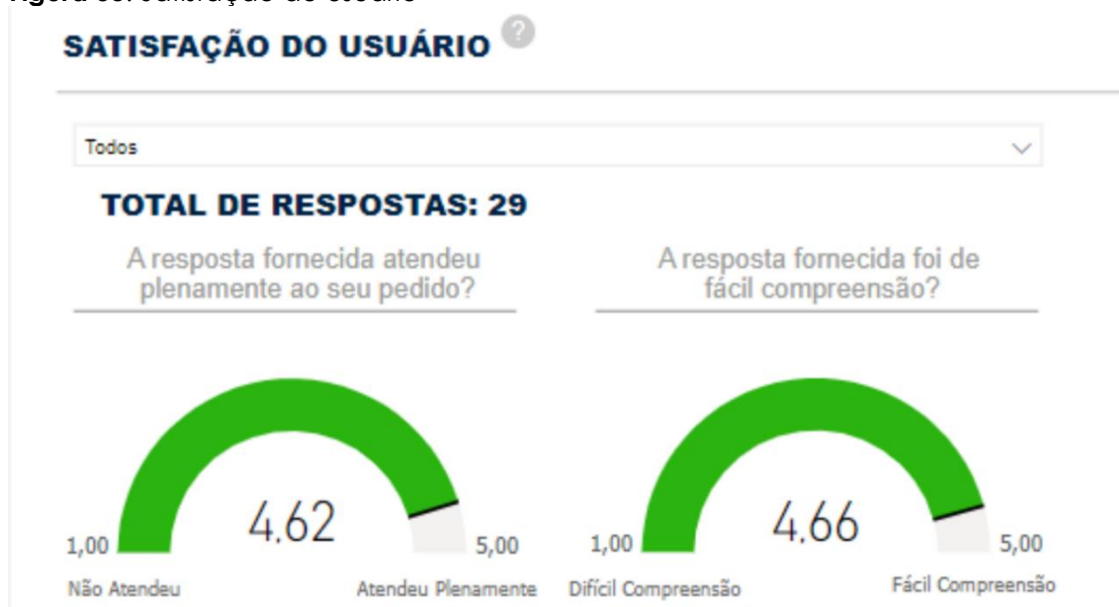 SATISFAÇÃO DO USUÁRIO ?
Todos
TOTAL DE RESPOSTAS: 29
A resposta fornecida atendeu
plenamente ao seu pedido?
4,62
1,00
5,00
Não Atendeu
Atendeu Plenamente
A resposta fornecida foi de
fácil compreensão?
4,66
1,00
5,00
Difícil Compreensão
Fácil Compreensão